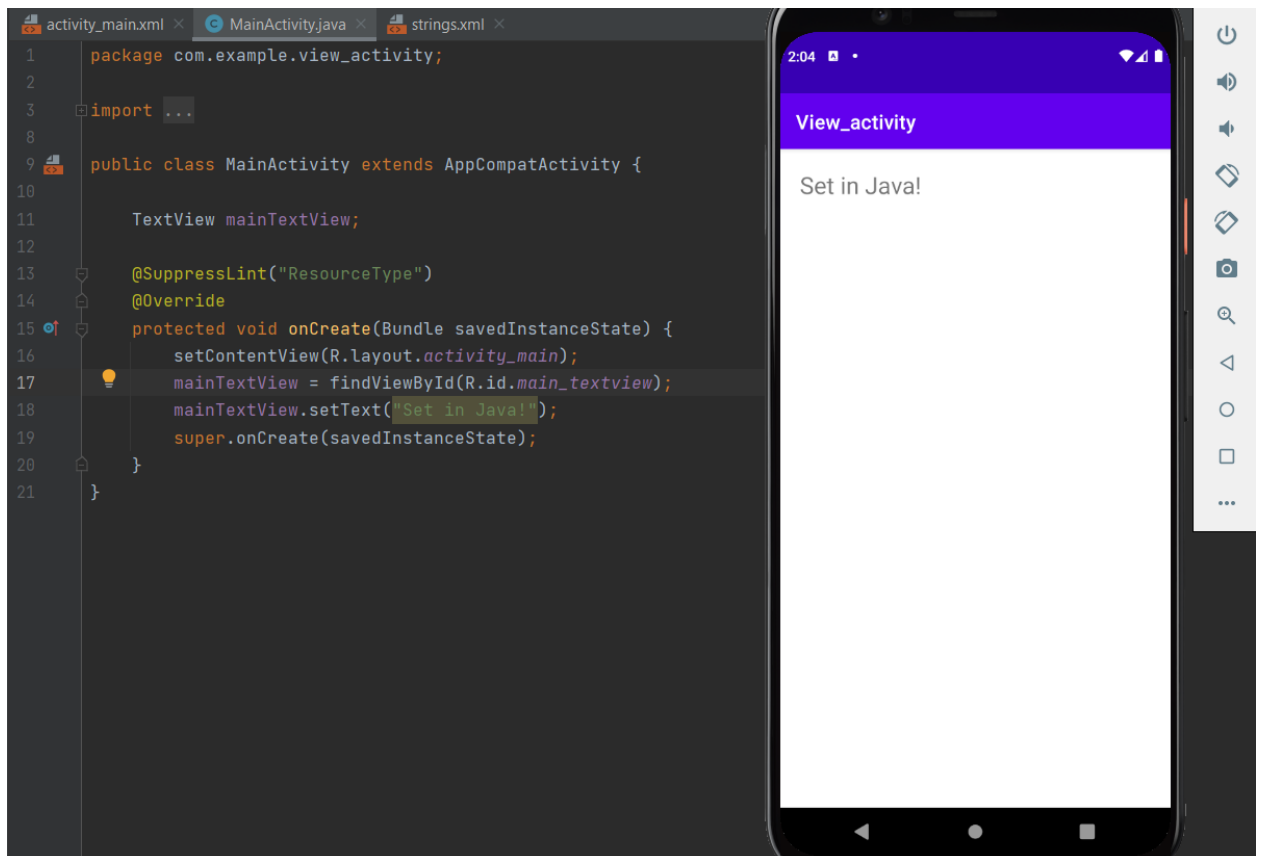 activity_main.xml MainActivity.java strings.xml
1 package com.example.view_activity;
2
3 import ...
8
9 public class MainActivity extends AppCompatActivity {
10
11 TextView mainTextView;
12
13 @SuppressLint("ResourceType")
14 @Override
15 protected void onCreate(Bundle savedInstanceState) {
16 setContentView(R.layout.activity_main);
17 mainTextView = findViewById(R.id.main_textview);
18 mainTextView.setText("Set in Java!");
19 super.onCreate(savedInstanceState);
20 }
21 }
2:04
View_activity
Set in Java!